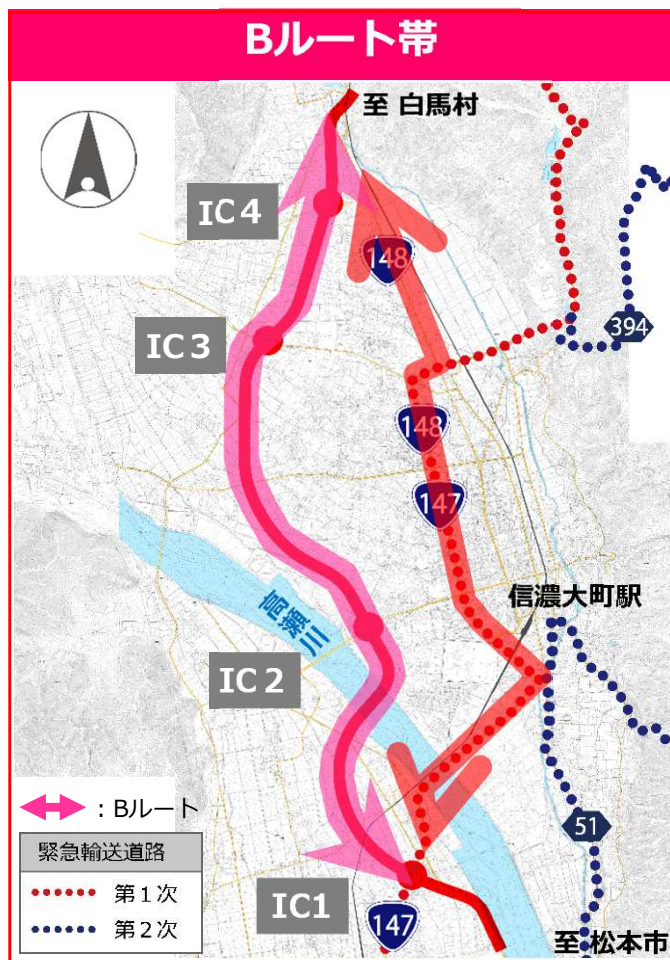 Bルート帯
至 白馬村
IC4
148
394
IC3
148
147
信濃大町駅
高瀬川
IC2
：Bルート
51
緊急輸送道路
第1次
第2次
IC1
147
至 松本市